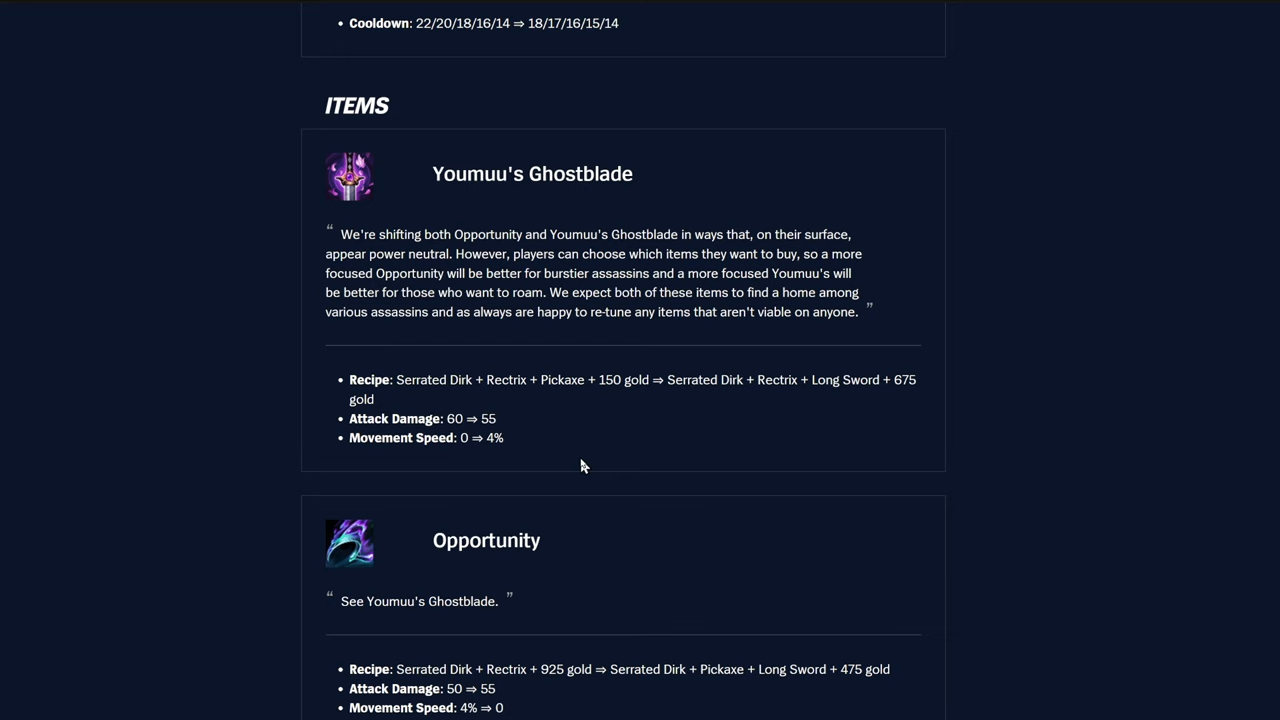 • Cooldown: 22/20/18/16/14 ⇒ 18/17/16/15/14
ITEMS
Youmuu's Ghostblade
“ We're shifting both Opportunity and Youmuu's Ghostblade in ways that, on their surface,
appear power neutral. However, players can choose which items they want to buy, so a more
focused Opportunity will be better for burstier assassins and a more focused Youmuu's will
be better for those who want to roam. We expect both of these items to find a home among
various assassins and as always are happy to re-tune any items that aren't viable on anyone. ”
• Recipe: Serrated Dirk + Rectrix + Pickaxe + 150 gold ⇒ Serrated Dirk + Rectrix + Long Sword + 675
gold
• Attack Damage: 60 ⇒ 55
• Movement Speed: 0 ⇒ 4%
Opportunity
“ See Youmuu's Ghostblade. ”
• Recipe: Serrated Dirk + Rectrix + 925 gold ⇒ Serrated Dirk + Pickaxe + Long Sword + 475 gold
• Attack Damage: 50 ⇒ 55
• Movement Speed: 4% ⇒ 0